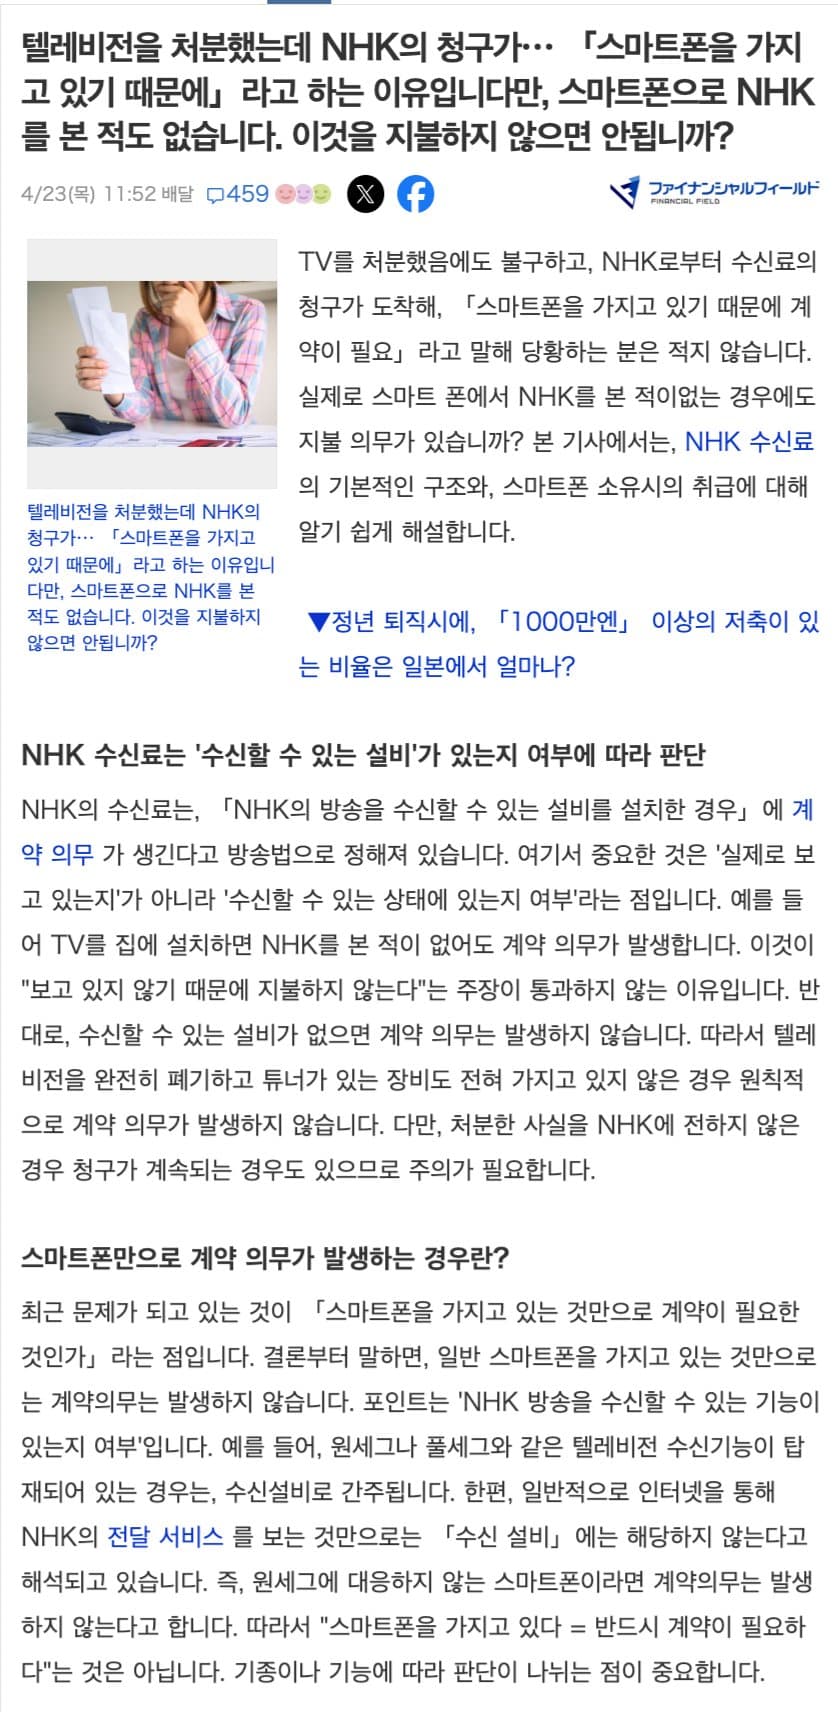 텔레비전을 처분했는데 NHK의 청구가… 「스마트폰을 가지
고 있기 때문에」라고 하는 이유입니다만, 스마트폰으로 NHK
를 본 적도 없습니다. 이것을 지불하지 않으면 안됩니까?
4/23(목) 11:52 배달 459
ファイナンシャルフィールド
FINANCIAL FIELD
TV를 처분했음에도 불구하고, NHK로부터 수신료의
청구가 도착해, 「스마트폰을 가지고 있기 때문에 계
약이 필요」라고 말해 당황하는 분은 적지 않습니다.
실제로 스마트 폰에서 NHK를 본 적이없는 경우에도
지불 의무가 있습니까? 본 기사에서는, NHK 수신료
의 기본적인 구조와, 스마트폰 소유시의 취급에 대해
알기 쉽게 해설합니다.
텔레비전을 처분했는데 NHK의
청구가… 「스마트폰을 가지고
있기 때문에」라고 하는 이유입니
다만, 스마트폰으로 NHK를 본
적도 없습니다. 이것을 지불하지
않으면 안됩니까?
▼정년 퇴직시에, 「1000만엔」 이상의 저축이 있
는 비율은 일본에서 얼마나?
NHK 수신료는 '수신할 수 있는 설비'가 있는지 여부에 따라 판단
NHK의 수신료는, 「NHK의 방송을 수신할 수 있는 설비를 설치한 경우」에 계
약 의무 가 생긴다고 방송법으로 정해져 있습니다. 여기서 중요한 것은 '실제로 보
고 있는지'가 아니라 '수신할 수 있는 상태에 있는지 여부'라는 점입니다. 예를 들
어 TV를 집에 설치하면 NHK를 본 적이 없어도 계약 의무가 발생합니다. 이것이
"보고 있지 않기 때문에 지불하지 않는다"는 주장이 통과하지 않는 이유입니다. 반
대로, 수신할 수 있는 설비가 없으면 계약 의무는 발생하지 않습니다. 따라서 텔레
비전을 완전히 폐기하고 튜너가 있는 장비도 전혀 가지고 있지 않은 경우 원칙적
으로 계약 의무가 발생하지 않습니다. 다만, 처분한 사실을 NHK에 전하지 않은
경우 청구가 계속되는 경우도 있으므로 주의가 필요합니다.
스마트폰만으로 계약 의무가 발생하는 경우란?
최근 문제가 되고 있는 것이 「스마트폰을 가지고 있는 것만으로 계약이 필요한
것인가」라는 점입니다. 결론부터 말하면, 일반 스마트폰을 가지고 있는 것만으로
는 계약의무는 발생하지 않습니다. 포인트는 'NHK 방송을 수신할 수 있는 기능이
있는지 여부'입니다. 예를 들어, 원세그나 풀세그와 같은 텔레비전 수신기능이 탑
재되어 있는 경우는, 수신설비로 간주됩니다. 한편, 일반적으로 인터넷을 통해
NHK의 전달 서비스 를 보는 것만으로는 「수신 설비」에는 해당하지 않는다고
해석되고 있습니다. 즉, 원세그에 대응하지 않는 스마트폰이라면 계약의무는 발생
하지 않는다고 합니다. 따라서 "스마트폰을 가지고 있다 = 반드시 계약이 필요하
다"는 것은 아닙니다. 기종이나 기능에 따라 판단이 나뉘는 점이 중요합니다.